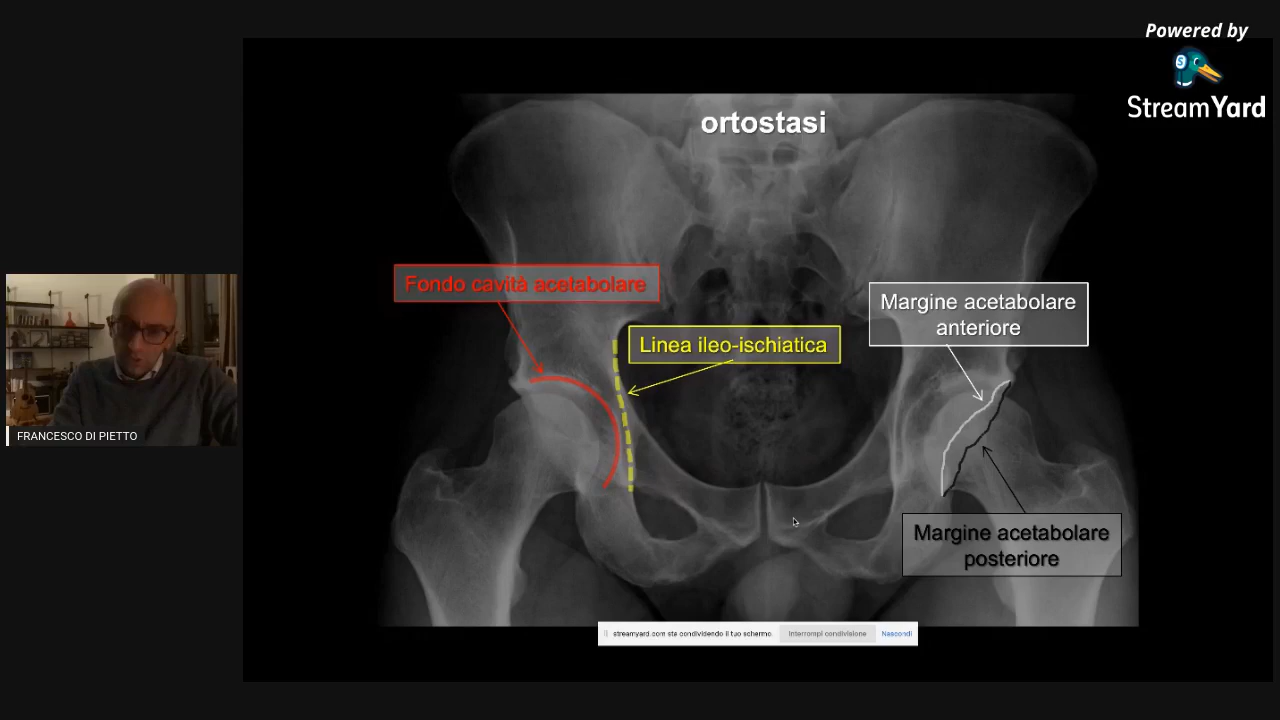 Powered by
StreamYard
ortostasi
Fondo cavità acetabolare
Linea ileo-ischiatica
Margine acetabolare
anteriore
Margine acetabolare
posteriore
FRANCESCO DI PIETTO
streamyard.com sta condividendo il tuo schermo.
Interrompi condivisione
Nascondi